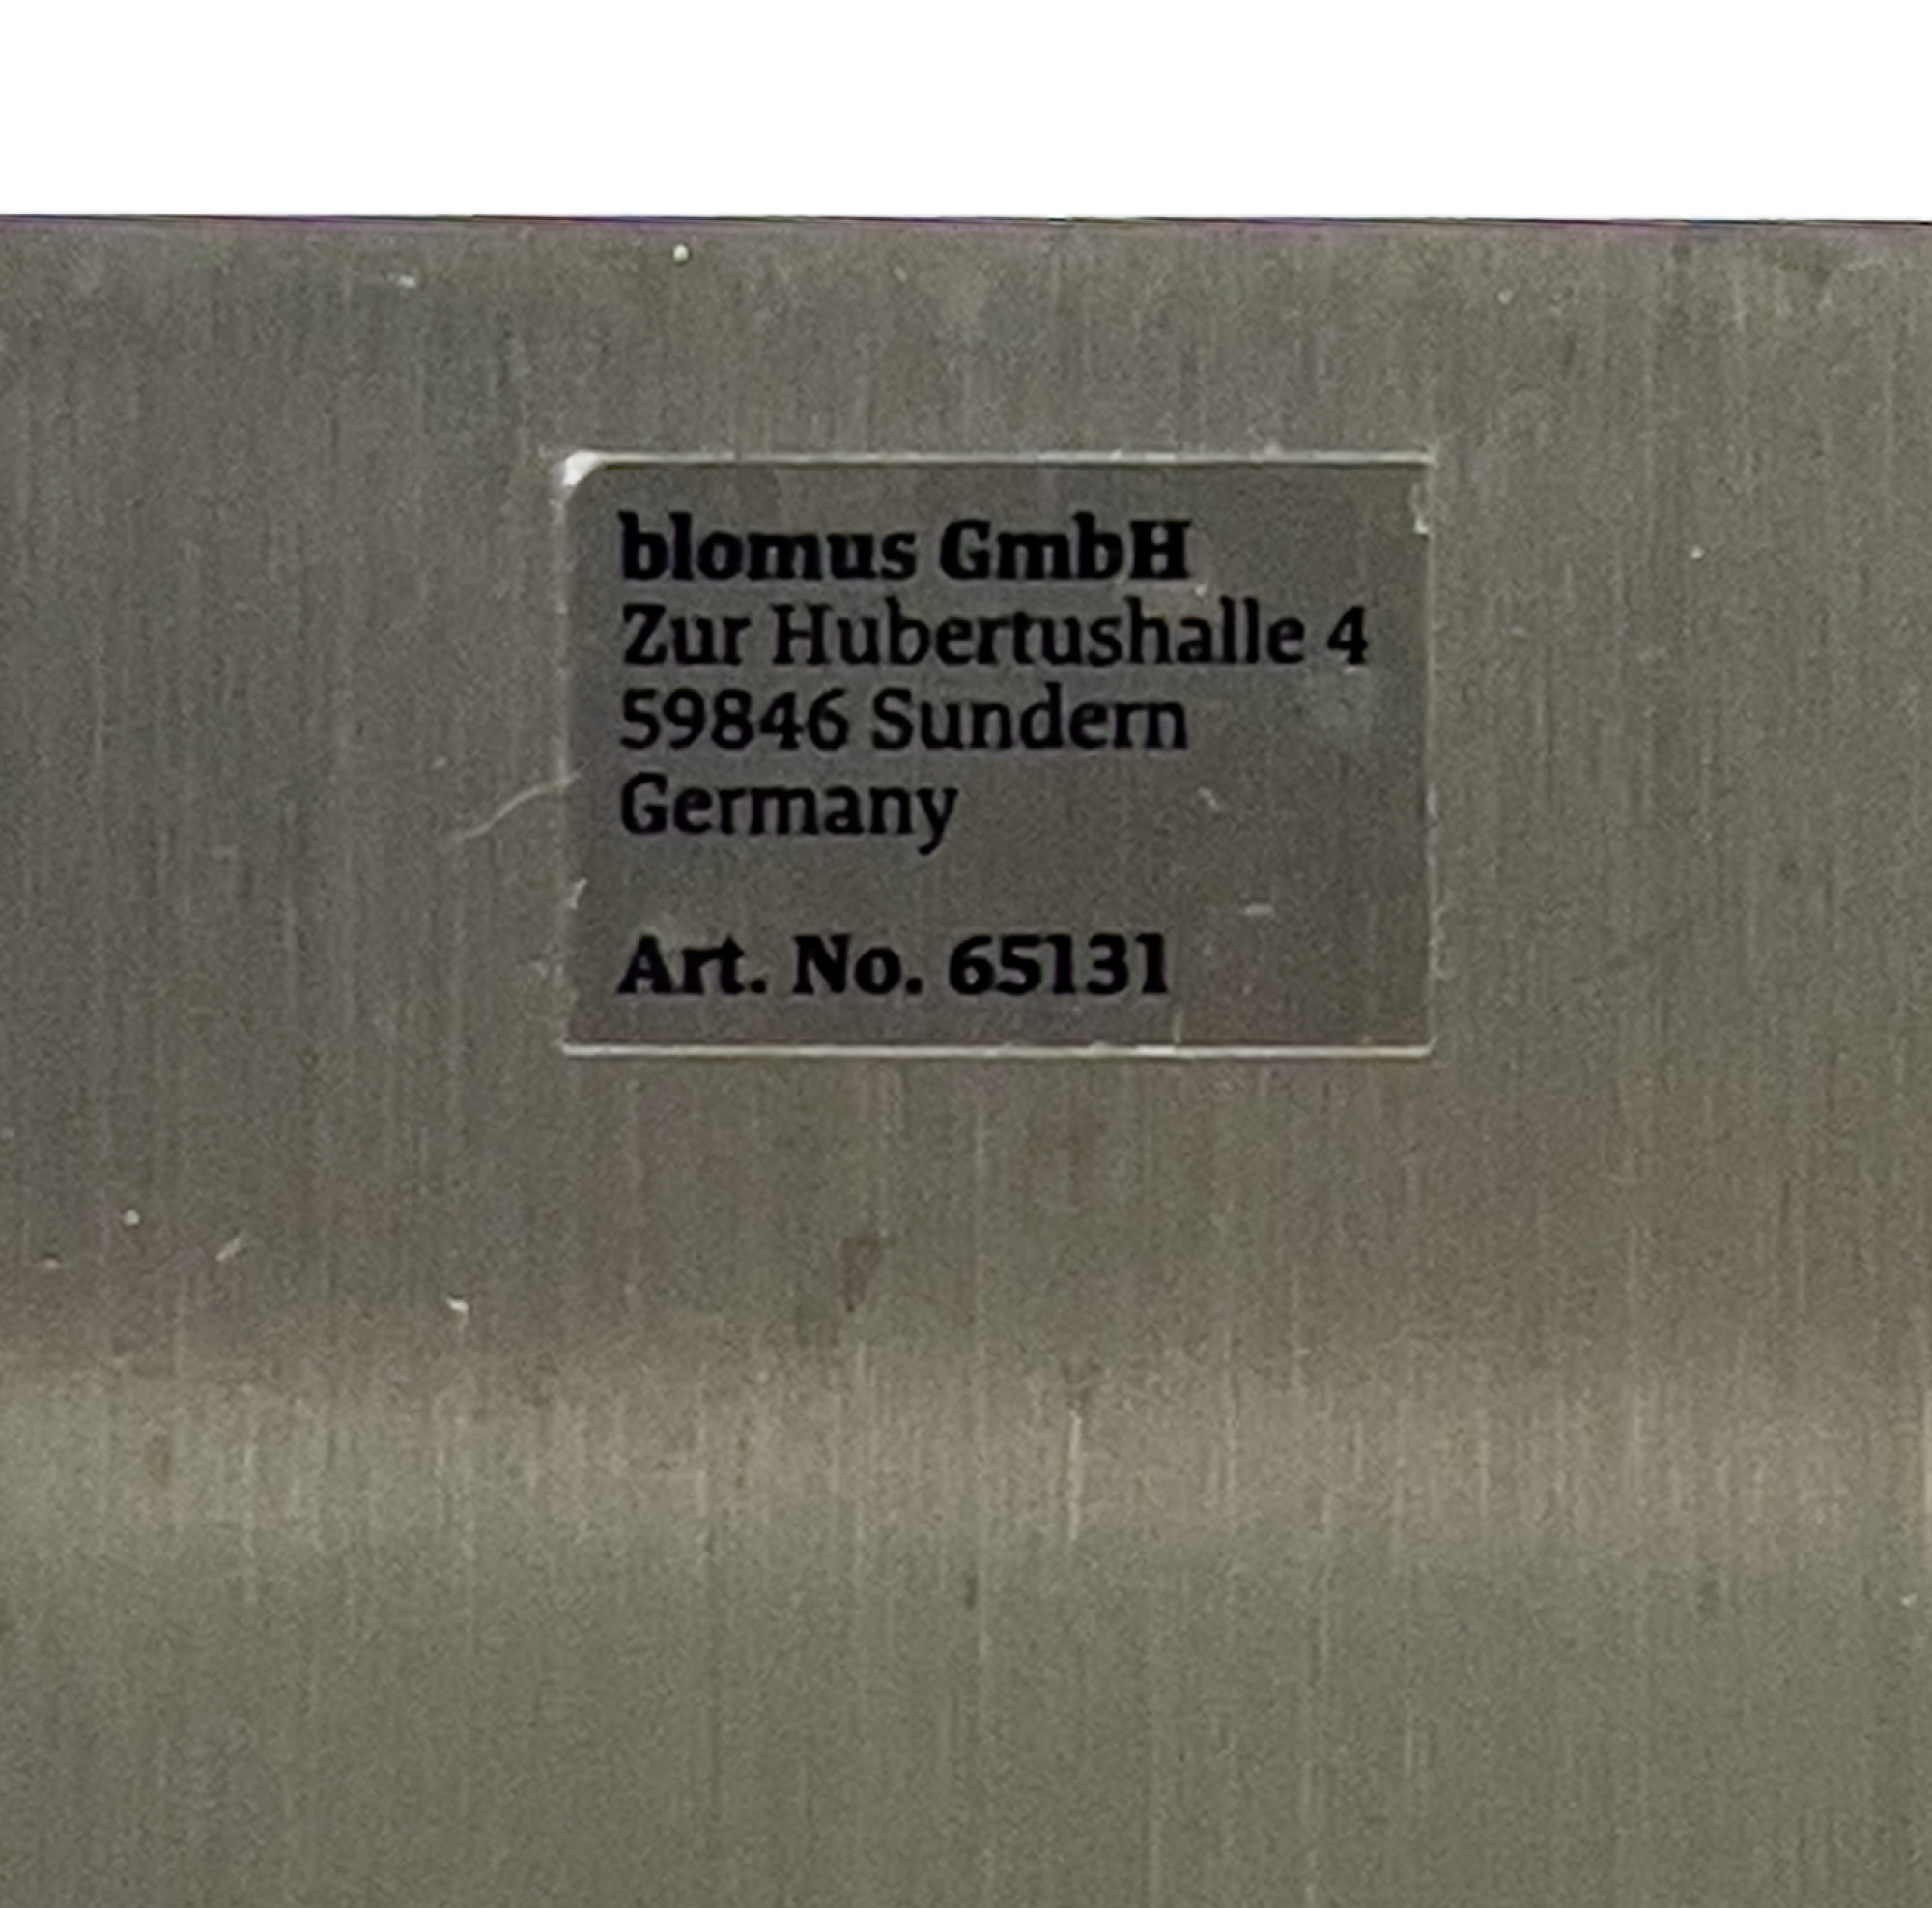 blomus GmbH
Zur Hubertushalle 4
59846 Sundern
Germany
Art. No. 65131